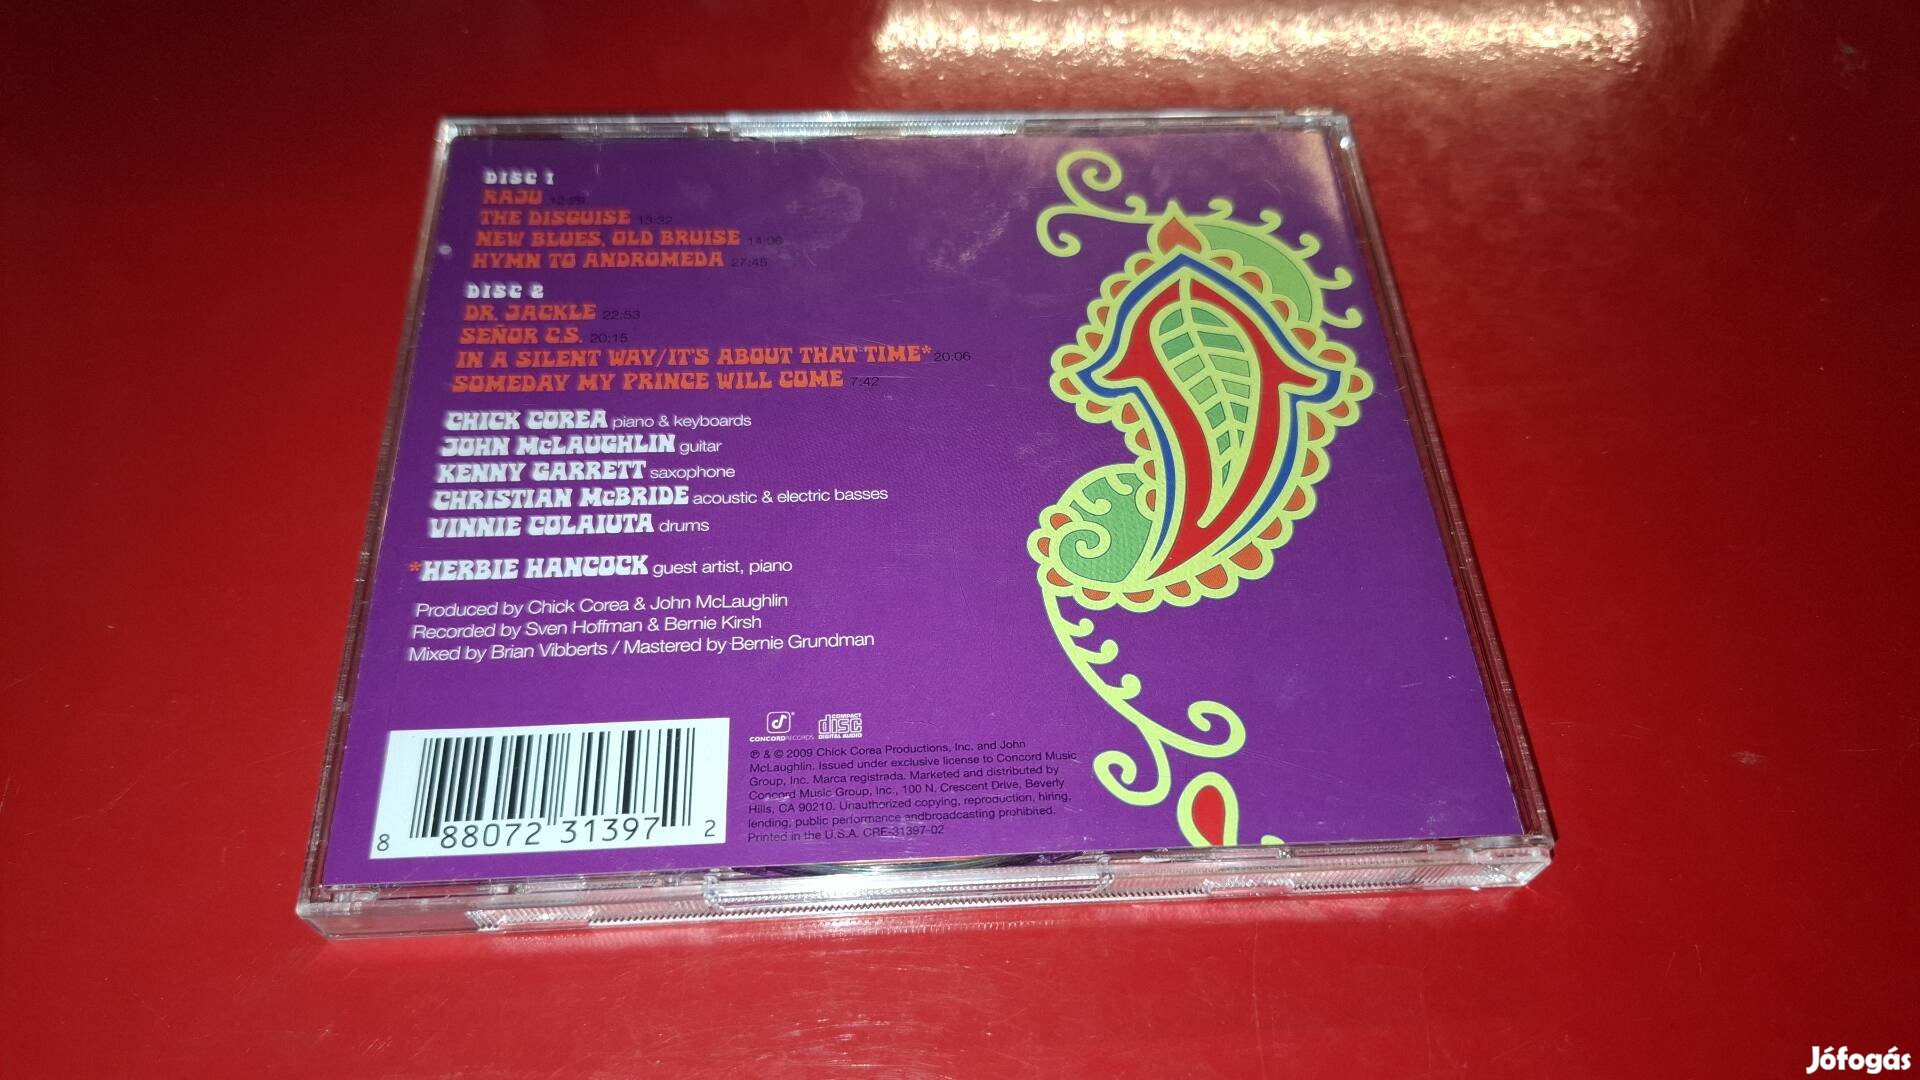 DISC 1
RAJU
THE DISGUISE 13:32
NEW BLUES, OLD BRUISE 14:06
HYMN TO ANDROMEDA 27:45
DISC 2
DR. JACKLE 22:53
SEÑOR C.S. 20:15
IN A SILENT WAY/IT'S ABOUT THAT TIME* 20:06
SOMEDAY MY PRINCE WILL COME 7:42
CHICK COREA piano & keyboards
JOHN McLAUGHLIN guitar
KENNY GARRETT saxophone
CHRISTIAN McBRIDE acoustic & electric basses
VINNIE COLAIUTA drums
*HERBIE HANCOCK guest artist, piano
Produced by Chick Corea & John McLaughlin
Recorded by Sven Hoffman & Bernie Kirsh
Mixed by Brian Vibberts / Mastered by Bernie Grundman
CONCORD RECORDS
COMPACT disc DIGITAL AUDIO
℗ & © 2009 Chick Corea Productions, Inc. and John
McLaughlin. Issued under exclusive license to Concord Music
Group, Inc. Marca registrada. Marketed and distributed by
Concord Music Group, Inc., 100 N. Crescent Drive, Beverly
Hills, CA 90210. Unauthorized copying, reproduction, hiring,
lending, public performance andbroadcasting prohibited.
Printed in the U.S.A. CRE-31397-02
8 88072 31397 2
Jófogás